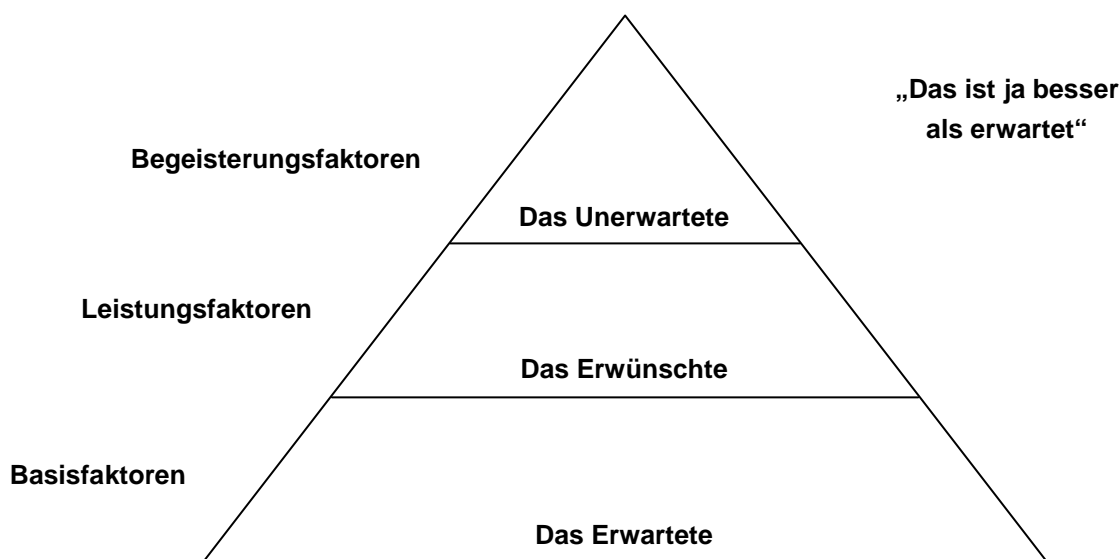 „Das ist ja besser
als erwartet“
Begeisterungsfaktoren
Das Unerwartete
Leistungsfaktoren
Das Erwünschte
Basisfaktoren
Das Erwartete